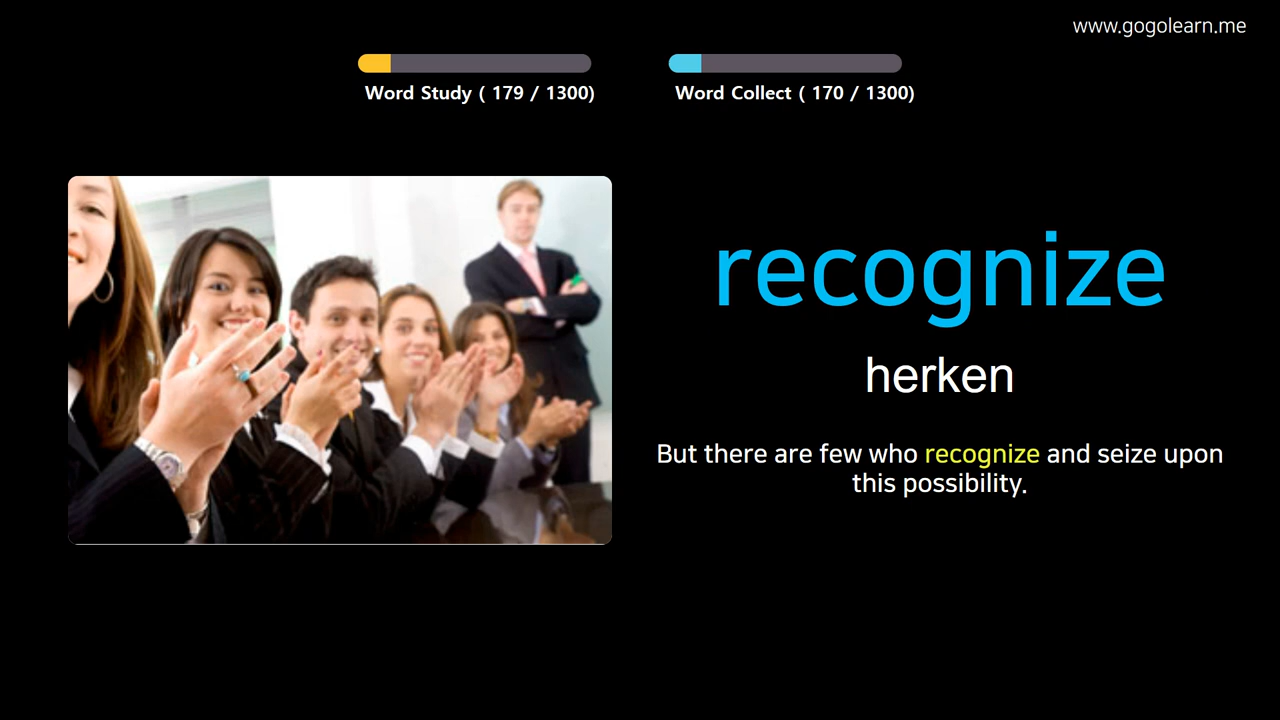 www.gogolearn.me
Word Study ( 179 / 1300)
Word Collect ( 170 / 1300)
recognize
herken
But there are few who recognize and seize upon
this possibility.